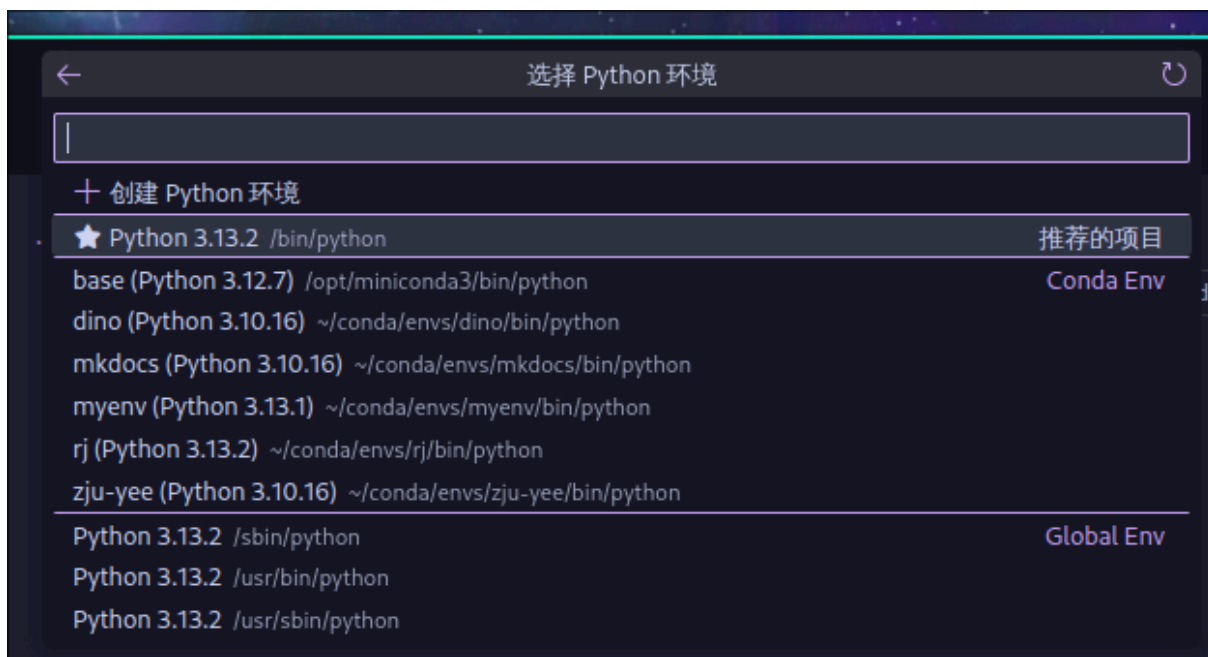 选择 Python 环境
创建 Python 环境
Python 3.13.2 /bin/python 推荐的项目
base (Python 3.12.7) /opt/miniconda3/bin/python Conda Env
dino (Python 3.10.16) ~/conda/envs/dino/bin/python
mkdocs (Python 3.10.16) ~/conda/envs/mkdocs/bin/python
myenv (Python 3.13.1) ~/conda/envs/myenv/bin/python
rj (Python 3.13.2) ~/conda/envs/rj/bin/python
zju-yee (Python 3.10.16) ~/conda/envs/zju-yee/bin/python
Python 3.13.2 /sbin/python Global Env
Python 3.13.2 /usr/bin/python
Python 3.13.2 /usr/sbin/python